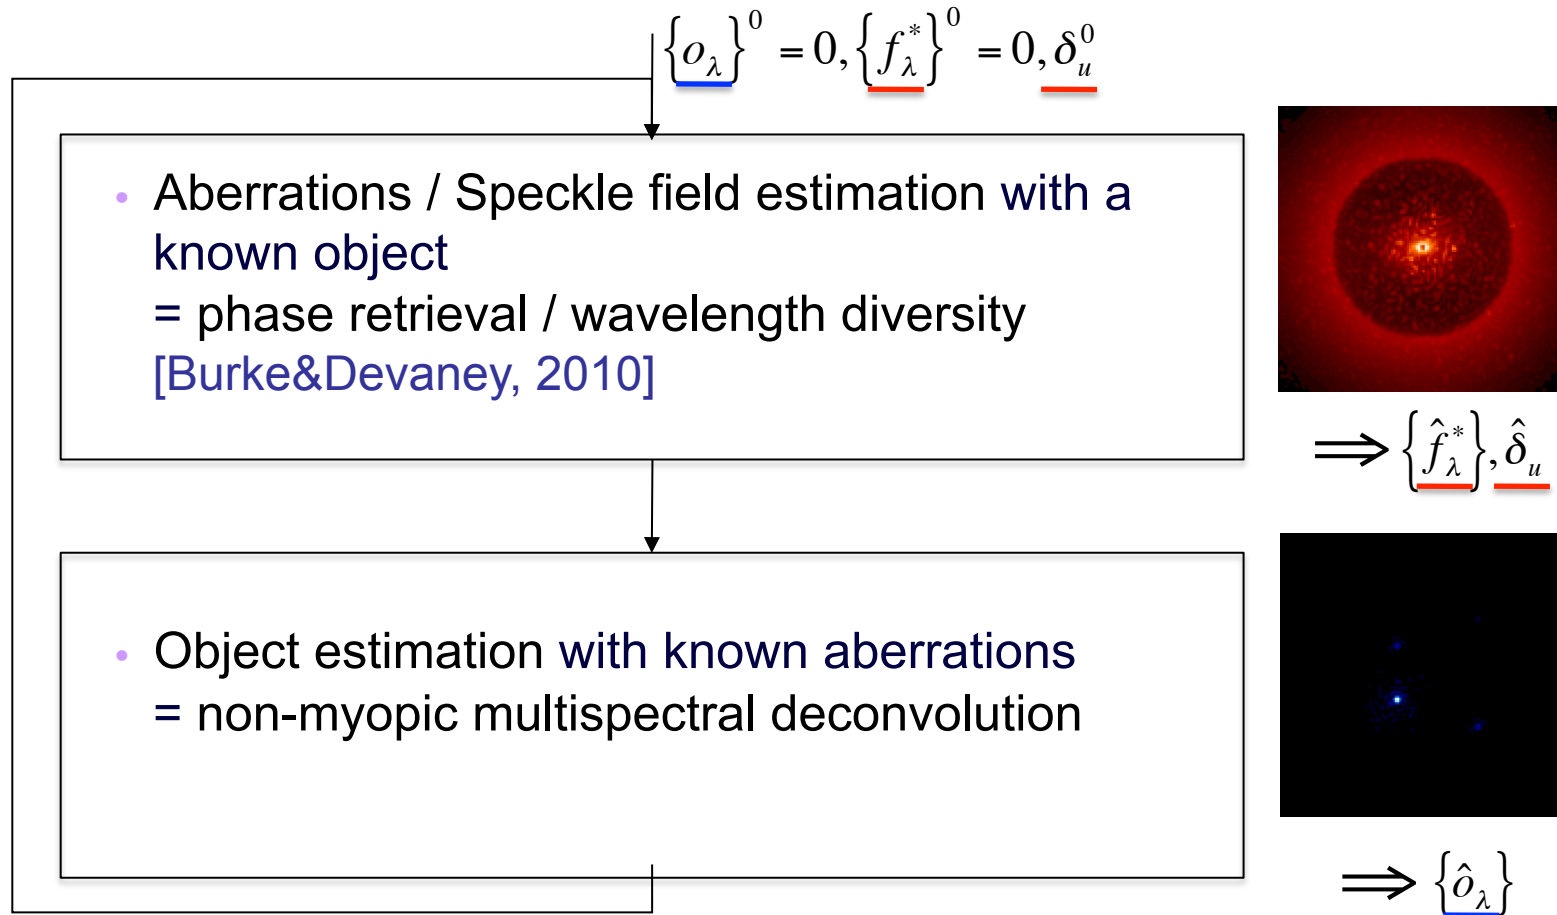 {o_λ}^0 = 0, {f_λ^*}^0 = 0, δ_u^0
• Aberrations / Speckle field estimation with a
known object
= phase retrieval / wavelength diversity
[Burke&Devaney, 2010]
⟹ {f̂_λ^*}, δ̂_u
• Object estimation with known aberrations
= non-myopic multispectral deconvolution
⟹ {ô_λ}